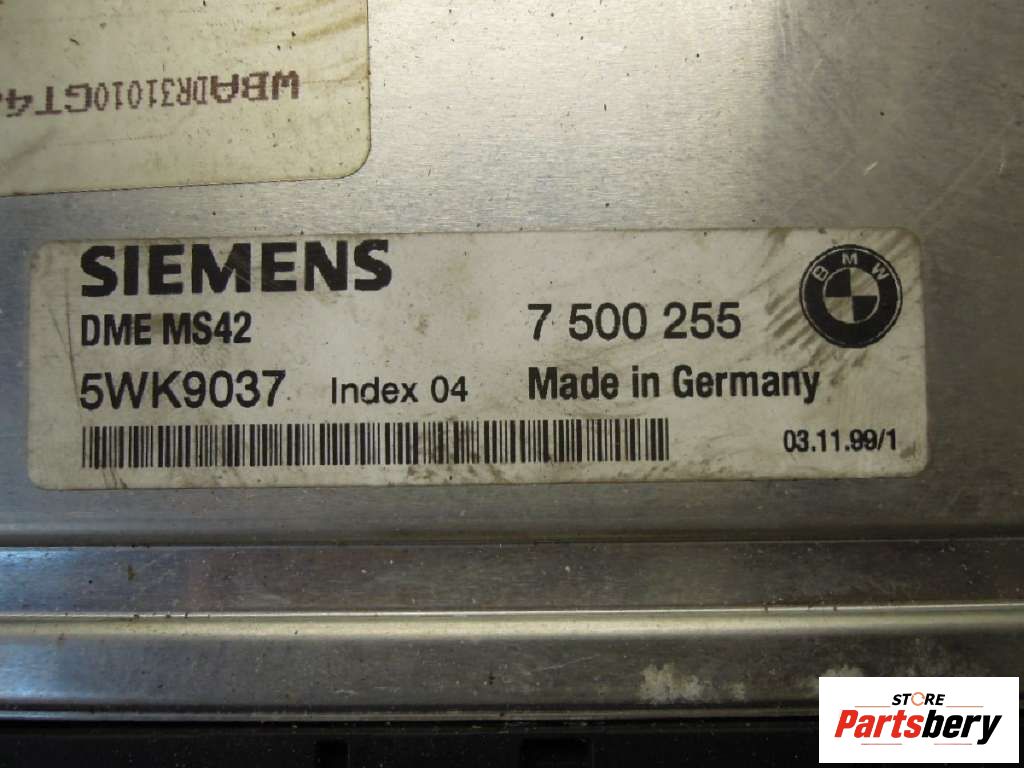 WBADR31010GT4
SIEMENS
DME MS42
7 500 255
BMW
5WK9037 Index 04
Made in Germany
03.11.99/1
STORE
Partsbery